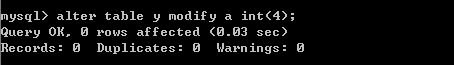 mysql> alter table y modify a int(4);
Query OK, 0 rows affected (0.03 sec)
Records: 0  Duplicates: 0  Warnings: 0